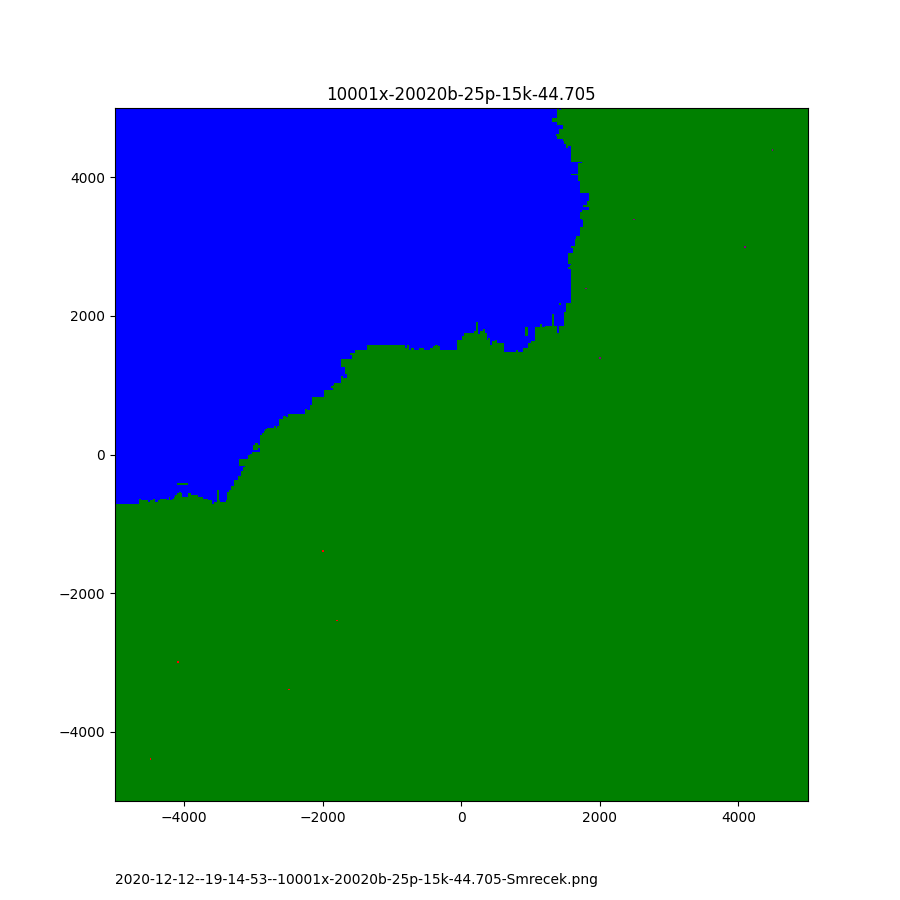 10001x-20020b-25p-15k-44.705
4000
2000
0
−2000
−4000
−4000 −2000 0 2000 4000
2020-12-12--19-14-53--10001x-20020b-25p-15k-44.705-Smrecek.png